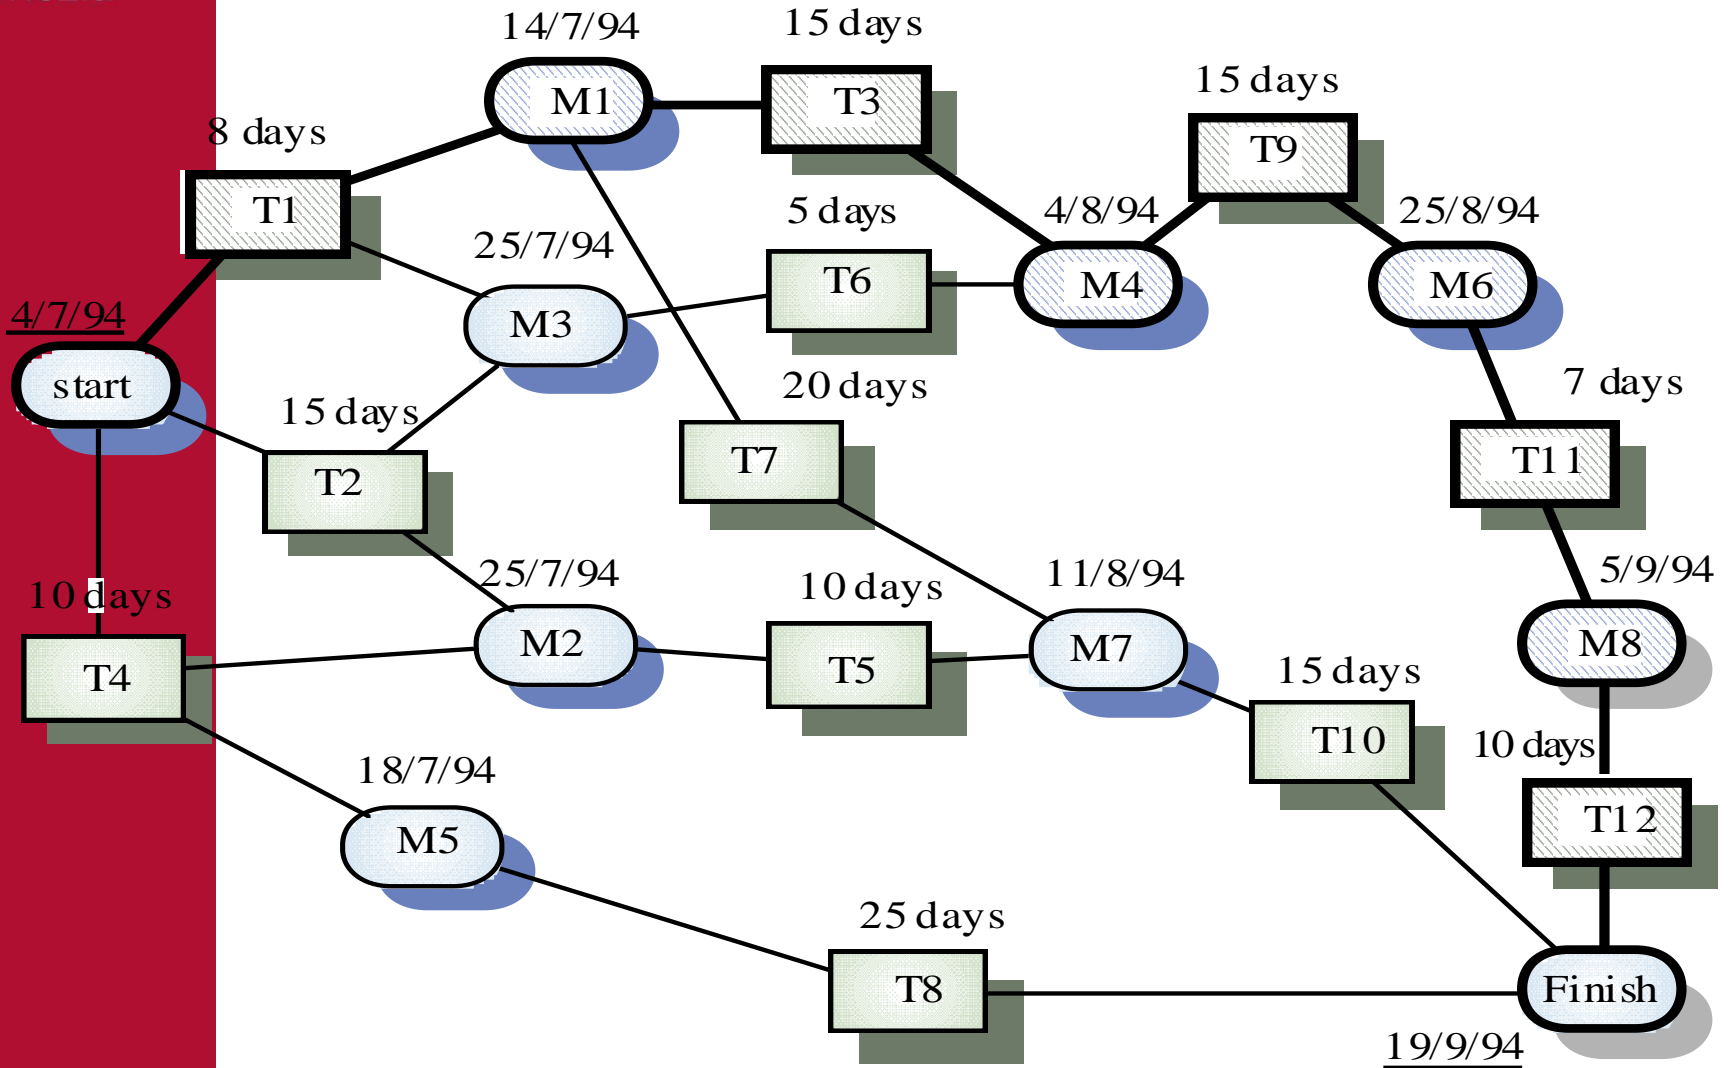 14/7/94
15 days
M1
T3
15 days
8 days
T9
T1
5 days
4/8/94
25/8/94
25/7/94
T6
M4
M6
4/7/94
M3
start
15 days
20 days
7 days
T2
T7
T11
25/7/94
10 days
11/8/94
5/9/94
10 days
M2
T5
M7
M8
T4
15 days
18/7/94
T10
10 days
M5
T12
25 days
T8
Finish
19/9/94